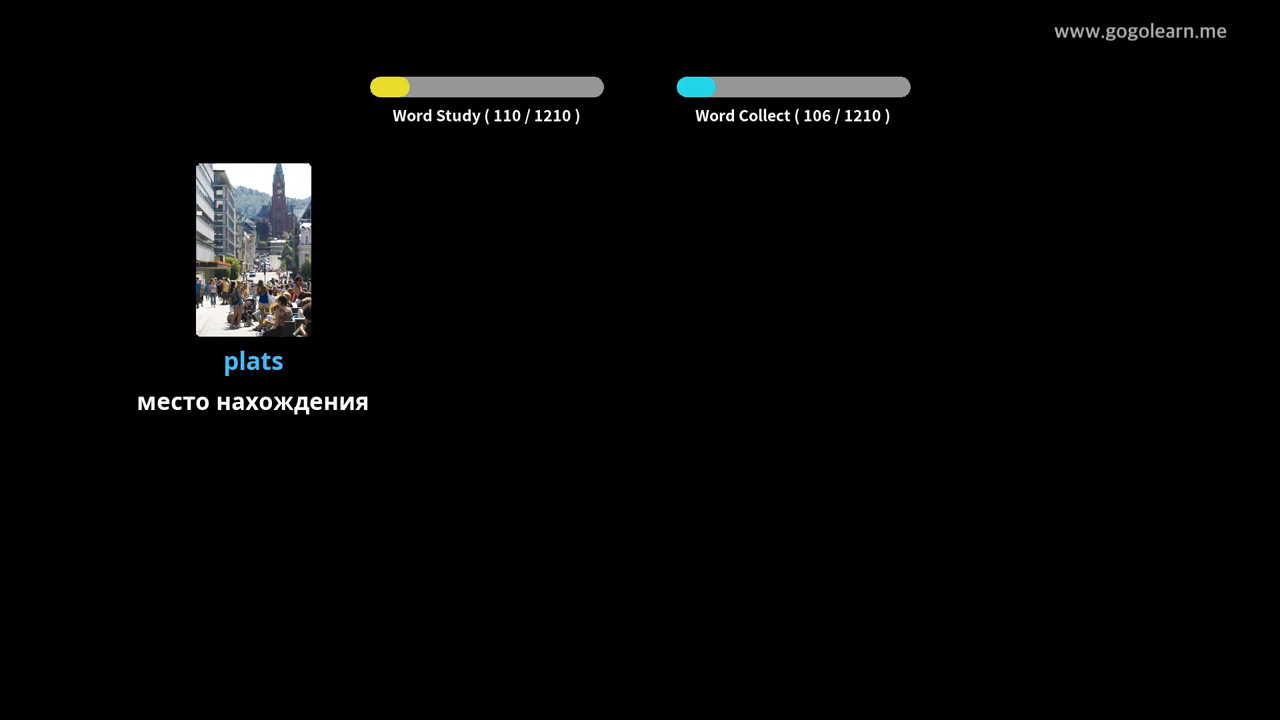 www.gogolearn.me
Word Study ( 110 / 1210 )
Word Collect ( 106 / 1210 )
plats
место нахождения